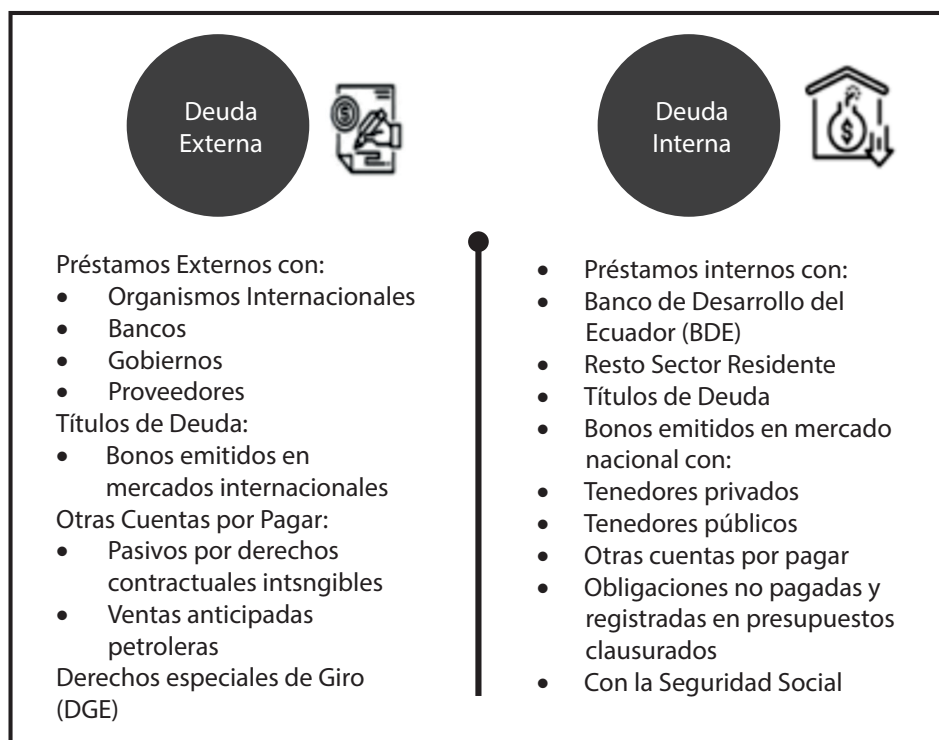 Deuda
Externa
Préstamos Externos con:
• Organismos Internacionales
• Bancos
• Gobiernos
• Proveedores
Títulos de Deuda:
• Bonos emitidos en
mercados internacionales
Otras Cuentas por Pagar:
• Pasivos por derechos
contractuales intsngibles
• Ventas anticipadas
petroleras
Derechos especiales de Giro
(DGE)
Deuda
Interna
• Préstamos internos con:
• Banco de Desarrollo del
Ecuador (BDE)
• Resto Sector Residente
• Títulos de Deuda
• Bonos emitidos en mercado
nacional con:
• Tenedores privados
• Tenedores públicos
• Otras cuentas por pagar
• Obligaciones no pagadas y
registradas en presupuestos
clausurados
• Con la Seguridad Social